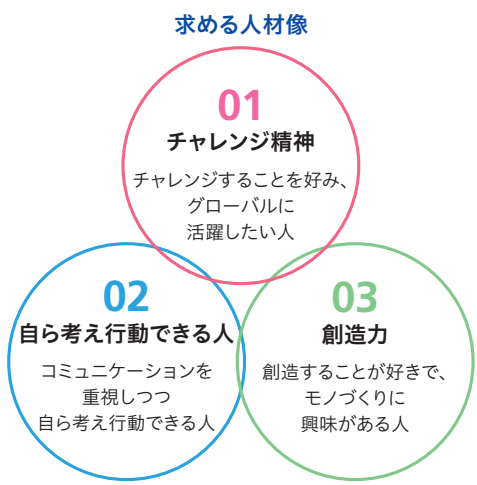 求める人材像
01
チャレンジ精神
チャレンジすることを好み、
グローバルに
活躍したい人
02
自ら考え行動できる人
コミュニケーションを
重視しつつ
自ら考え行動できる人
03
創造力
創造することが好きで、
モノづくりに
興味がある人